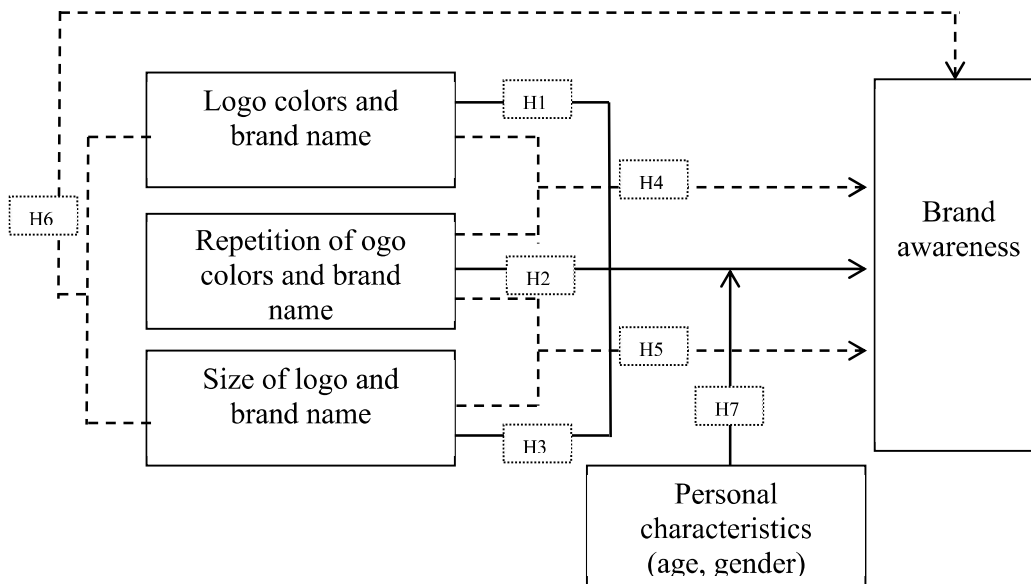 Logo colors and
brand name
H1
H4
H6
Repetition of ogo
colors and brand
name
H2
Brand
awareness
Size of logo and
brand name
H5
H3
H7
Personal
characteristics
(age, gender)